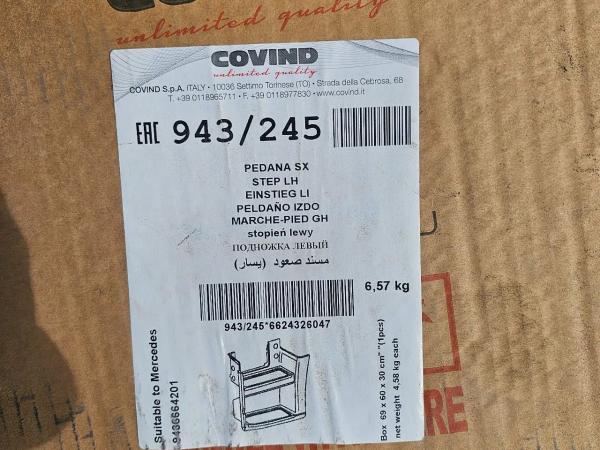 unlimited quality
COVIND
unlimited quality
COVIND S.p.A. ITALY • 10036 Settimo Torinese (TO) • Strada della Cebrosa, 68
T. +39 0118965711 • F. +39 0118977830 • www.covind.it
EAC 943/245
PEDANA SX
STEP LH
EINSTIEG LI
PELDAÑO IZDO
MARCHE-PIED GH
stopień lewy
ПОДНОЖКА ЛЕВЫЙ
مسند صعود (يسار)
6,57 kg
943/245*6624326047
Suitable to Mercedes
9436664201
Box 69 x 60 x 30 cm" "(1pcs)
net weight 4,58 kg each